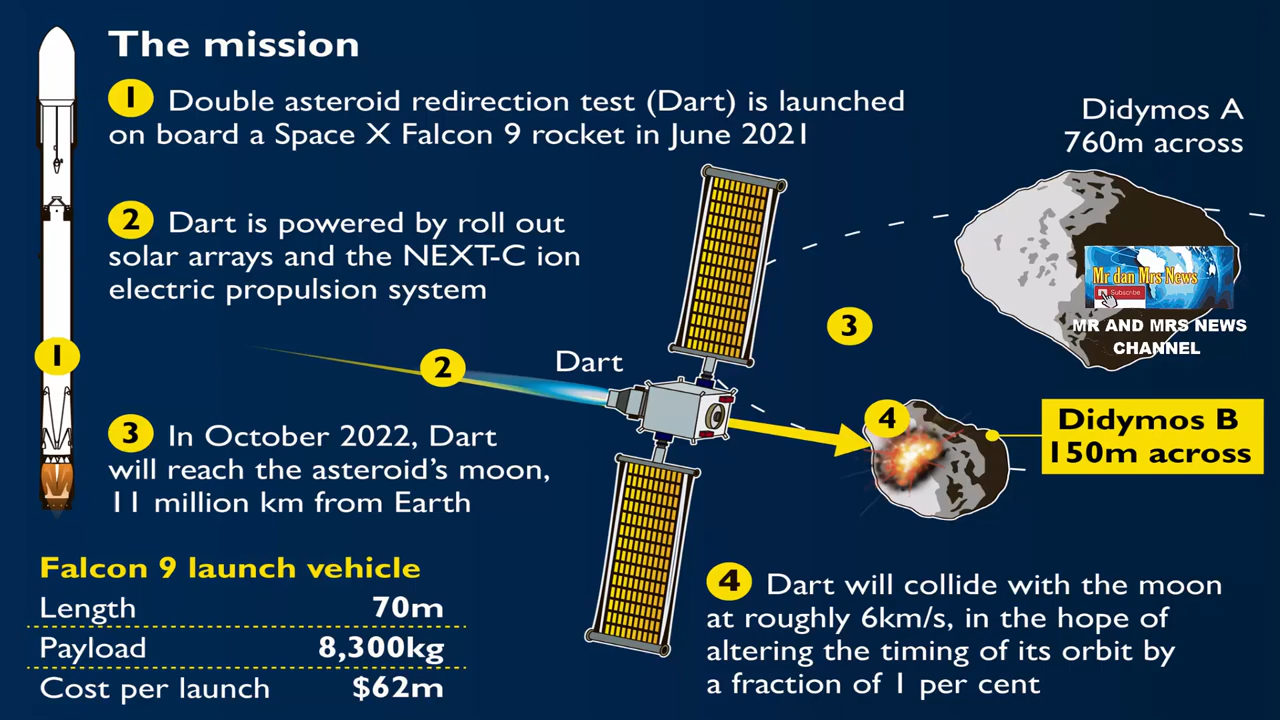 The mission
1 Double asteroid redirection test (Dart) is launched
on board a Space X Falcon 9 rocket in June 2021
Didymos A
760m across
2 Dart is powered by roll out
solar arrays and the NEXT-C ion
electric propulsion system
Mr dan Mrs News
Subscribe
MR AND MRS NEWS
CHANNEL
3
1
2
Dart
4
Didymos B
150m across
3 In October 2022, Dart
will reach the asteroid’s moon,
11 million km from Earth
Falcon 9 launch vehicle
Length 70m
Payload 8,300kg
Cost per launch $62m
4 Dart will collide with the moon
at roughly 6km/s, in the hope of
altering the timing of its orbit by
a fraction of 1 per cent